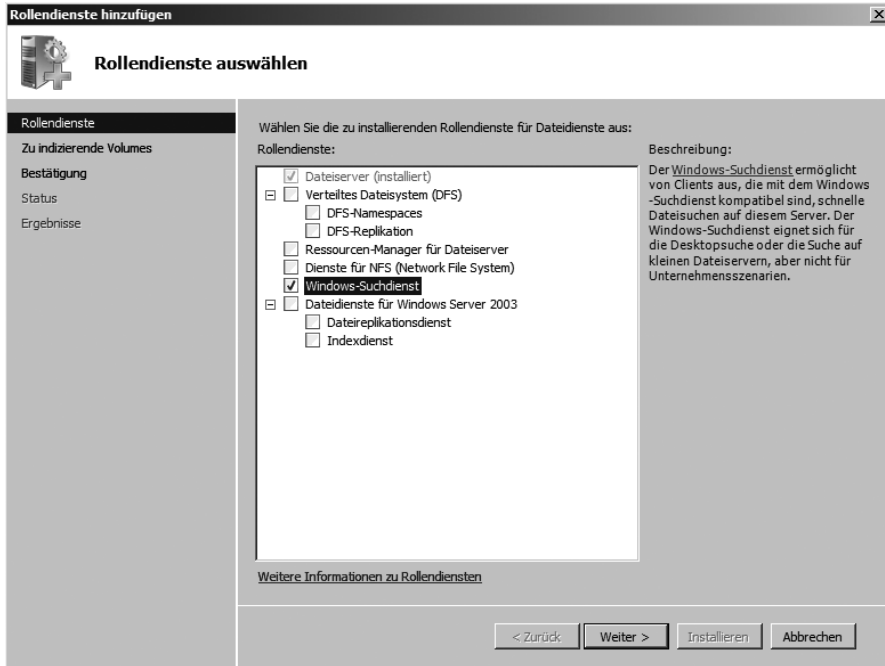 Rollendienste hinzufügen
Rollendienste auswählen
Rollendienste
Zu indizierende Volumes
Bestätigung
Status
Ergebnisse
Wählen Sie die zu installierenden Rollendienste für Dateidienste aus:
Rollendienste:
Dateiserver (installiert)
Verteiltes Dateisystem (DFS)
DFS-Namespaces
DFS-Replikation
Ressourcen-Manager für Dateiserver
Dienste für NFS (Network File System)
Windows-Suchdienst
Dateidienste für Windows Server 2003
Dateireplikationsdienst
Indexdienst
Weitere Informationen zu Rollendiensten
Beschreibung:
Der Windows-Suchdienst ermöglicht
von Clients aus, die mit dem Windows
-Suchdienst kompatibel sind, schnelle
Dateisuchen auf diesem Server. Der
Windows-Suchdienst eignet sich für
die Desktopsuche oder die Suche auf
kleinen Dateiservern, aber nicht für
Unternehmensszenarien.
< Zurück
Weiter >
Installieren
Abbrechen